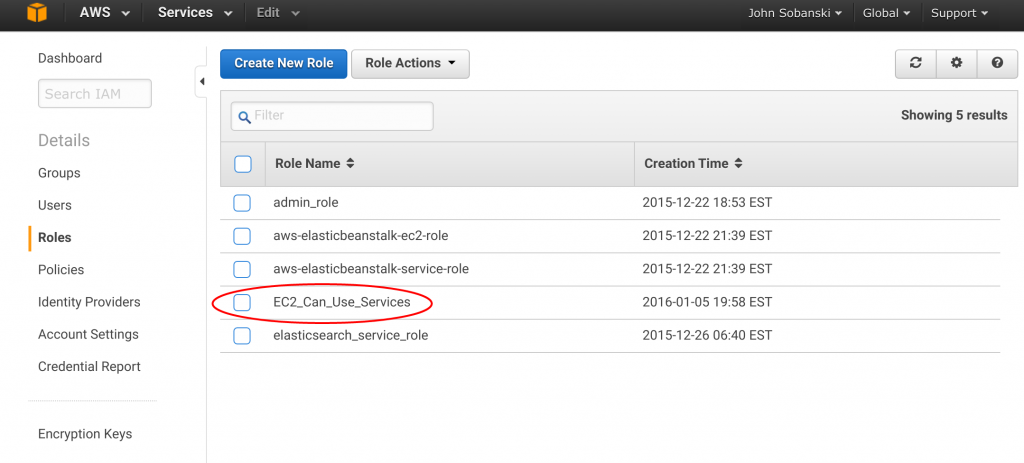 AWS Services Edit John Sobanski Global Support
Dashboard
Search IAM
Details
Groups
Users
Roles
Policies
Identity Providers
Account Settings
Credential Report
Encryption Keys
Create New Role Role Actions
Filter Showing 5 results
Role Name Creation Time
admin_role 2015-12-22 18:53 EST
aws-elasticbeanstalk-ec2-role 2015-12-22 21:39 EST
aws-elasticbeanstalk-service-role 2015-12-22 21:39 EST
EC2_Can_Use_Services 2016-01-05 19:58 EST
elasticsearch_service_role 2015-12-26 06:40 EST